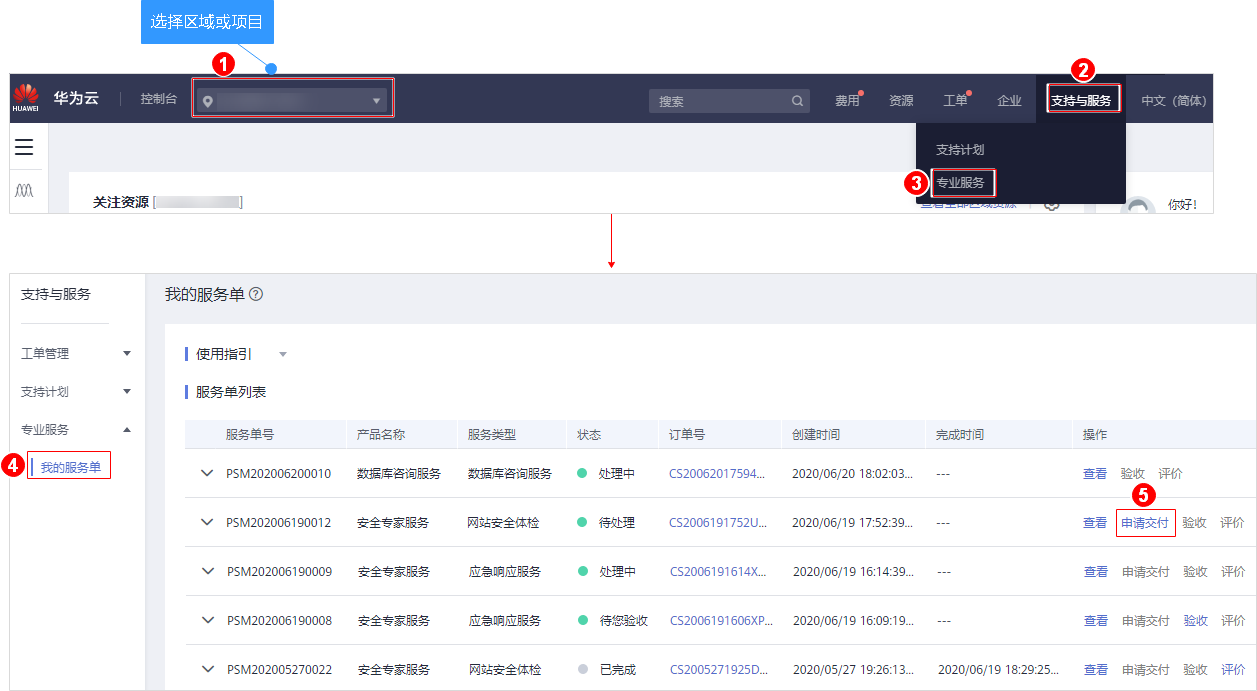 选择区域或项目
1
2
HUAWEI 华为云 控制台 搜索 费用 资源 工单 企业 支持与服务 中文（简体）
支持计划
3 专业服务
关注资源 [ ] 查看全部区域资源 你好!
支持与服务 我的服务单 ?
工单管理 使用指引
支持计划 服务单列表
专业服务
4 我的服务单
服务单号 产品名称 服务类型 状态 订单号 创建时间 完成时间 操作
PSM202006200010 数据库咨询服务 数据库咨询服务 处理中 CS20062017594... 2020/06/20 18:02:03... --- 查看 验收 评价
5
PSM202006190012 安全专家服务 网站安全体检 待处理 CS2006191752U... 2020/06/19 17:52:39... --- 查看 申请交付 验收 评价
PSM202006190009 安全专家服务 应急响应服务 处理中 CS2006191614X... 2020/06/19 16:14:39... --- 查看 申请交付 验收 评价
PSM202006190008 安全专家服务 应急响应服务 待您验收 CS2006191606XP... 2020/06/19 16:09:19... --- 查看 申请交付 验收 评价
PSM202005270022 安全专家服务 网站安全体检 已完成 CS2005271925D... 2020/05/27 19:26:13... 2020/06/19 18:29:25... 查看 申请交付 验收 评价